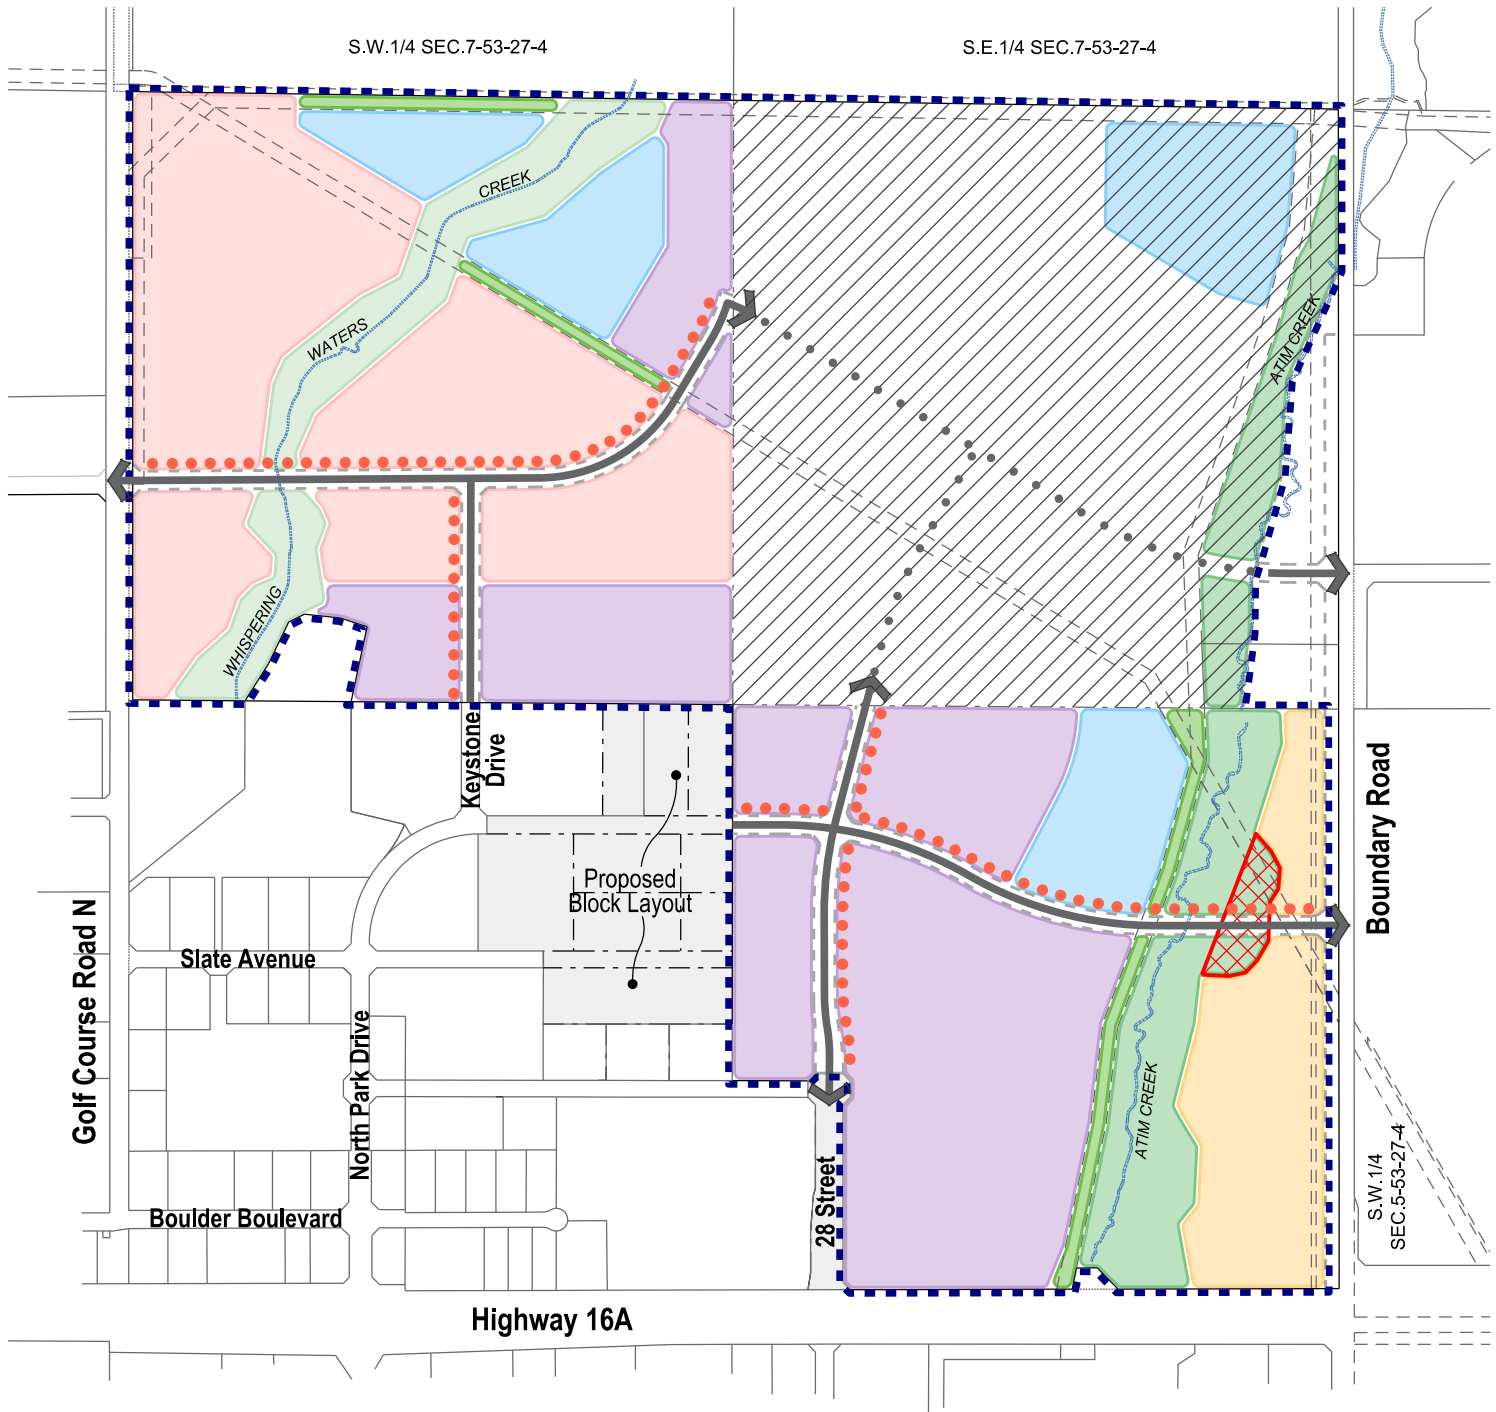 S.W.1/4 SEC.7-53-27-4
S.E.1/4 SEC.7-53-27-4
CREEK
WATERS
WHISPERING
ATIM CREEK
Keystone
Drive
Proposed
Block Layout
Boundary Road
Golf Course Road N
Slate Avenue
North Park Drive
Boulder Boulevard
28 Street
ATIM CREEK
S.W.1/4
SEC.5-53-27-4
Highway 16A